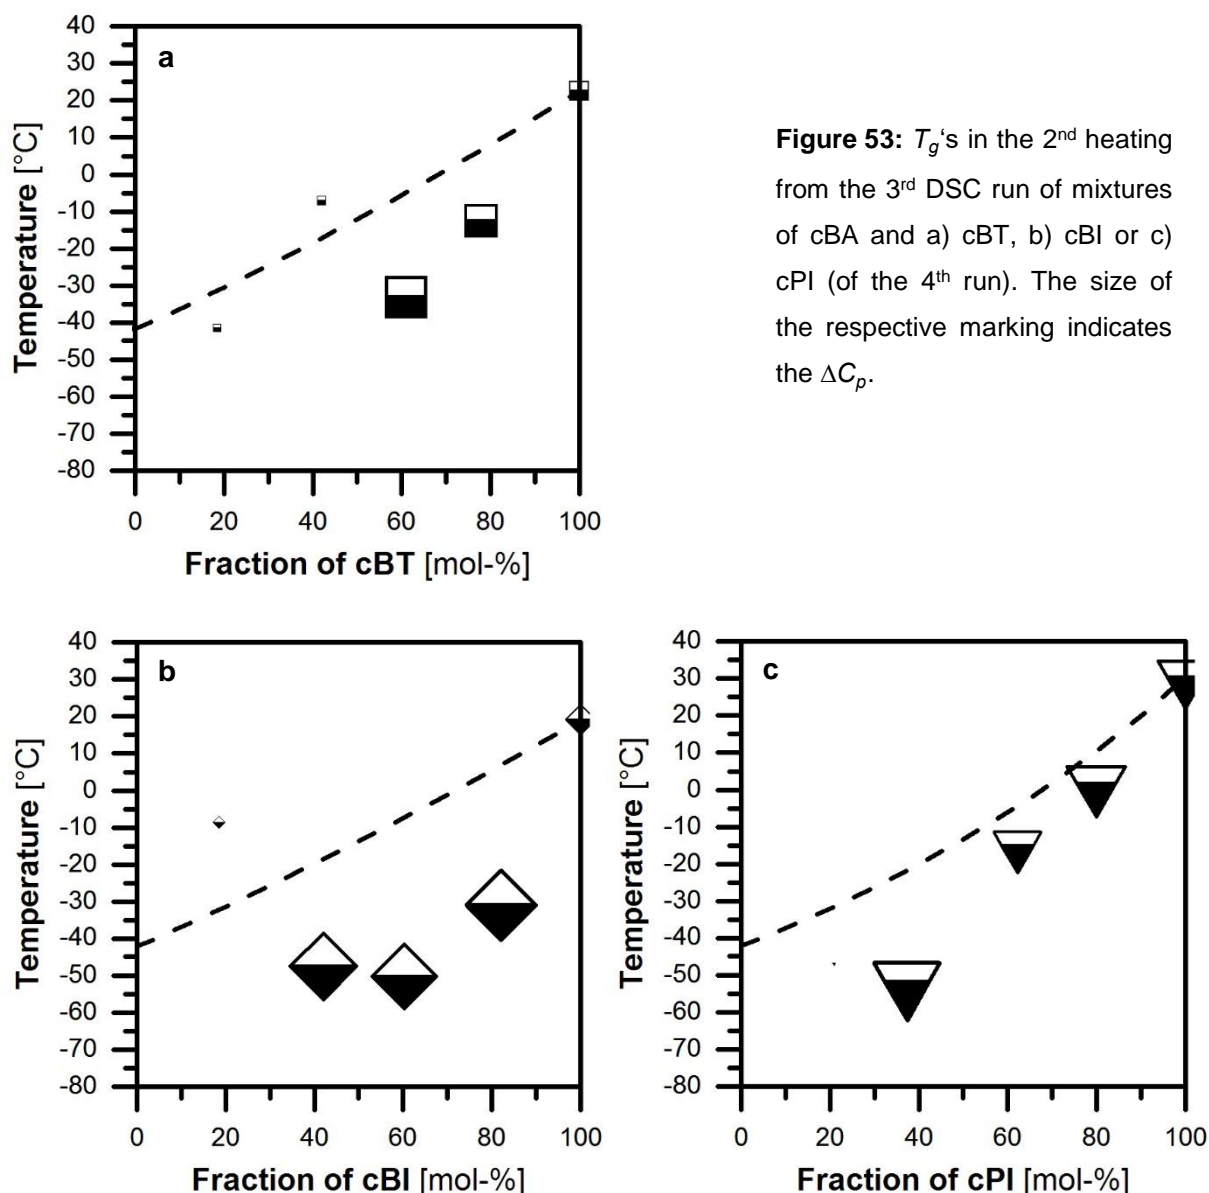 a
40
30
20
10
0
-10
-20
-30
-40
-50
-60
-70
-80
Temperature [°C]
0 20 40 60 80 100
Fraction of cBT [mol-%]
Figure 53: Tg‘s in the 2nd heating
from the 3rd DSC run of mixtures
of cBA and a) cBT, b) cBI or c)
cPI (of the 4th run). The size of
the respective marking indicates
the ΔCp.
b
40
30
20
10
0
-10
-20
-30
-40
-50
-60
-70
-80
Temperature [°C]
0 20 40 60 80 100
Fraction of cBI [mol-%]
c
40
30
20
10
0
-10
-20
-30
-40
-50
-60
-70
-80
Temperature [°C]
0 20 40 60 80 100
Fraction of cPI [mol-%]